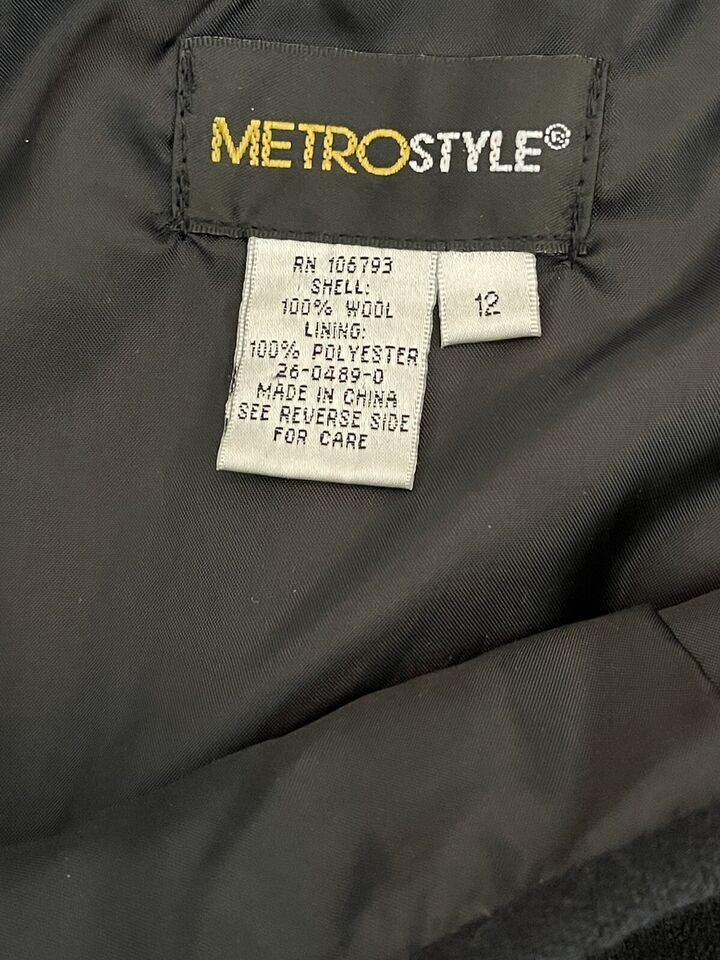 METROSTYLE®
RN 106793
SHELL:
100% WOOL
LINING:
100% POLYESTER
26-0489-0
MADE IN CHINA
SEE REVERSE SIDE
FOR CARE
12